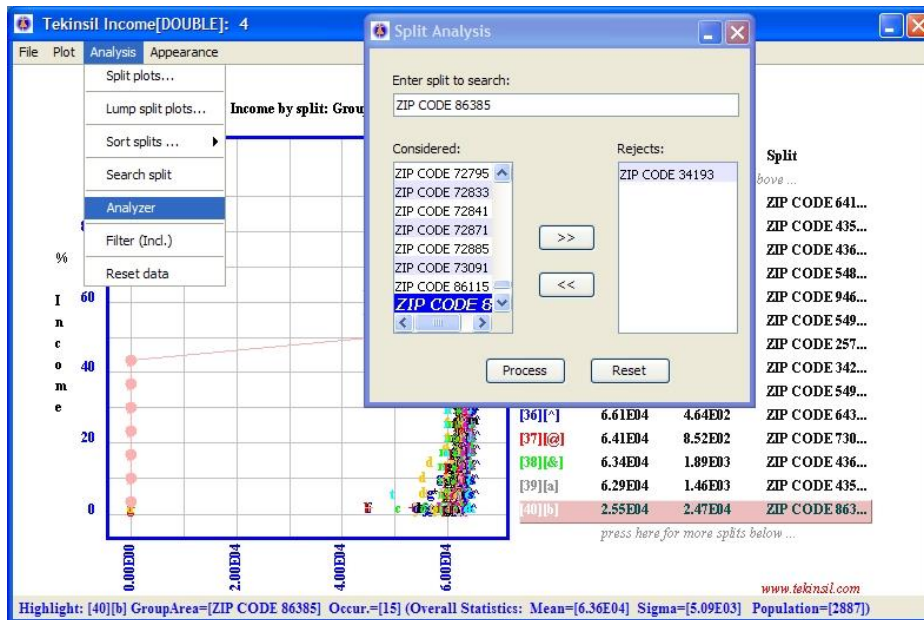 Tekinsil Income[DOUBLE]: 4
File Plot Analysis Appearance
Split plots...
Lump split plots...
Sort splits ...
Search split
Analyzer
Filter (Incl.)
Reset data
Income by split: Grou
% Income
60
40
20
0
0.00E00
2.00E04
4.00E04
6.00E04
Split Analysis
Enter split to search:
ZIP CODE 86385
Considered:
ZIP CODE 72795
ZIP CODE 72833
ZIP CODE 72841
ZIP CODE 72871
ZIP CODE 72885
ZIP CODE 73091
ZIP CODE 86115
ZIP CODE 8
>>
<<
Rejects:
ZIP CODE 34193
Process Reset
Split
bove ...
ZIP CODE 641...
ZIP CODE 435...
ZIP CODE 436...
ZIP CODE 548...
ZIP CODE 946...
ZIP CODE 549...
ZIP CODE 257...
ZIP CODE 342...
ZIP CODE 549...
[36][^] 6.61E04 4.64E02 ZIP CODE 643...
[37][@] 6.41E04 8.52E02 ZIP CODE 730...
[38][&] 6.34E04 1.89E03 ZIP CODE 436...
[39][a] 6.29E04 1.46E03 ZIP CODE 435...
[40][b] 2.55E04 2.47E04 ZIP CODE 863...
press here for more splits below ...
www.tekinsil.com
Highlight: [40][b] GroupArea=[ZIP CODE 86385] Occur.=[15] (Overall Statistics: Mean=[6.36E04] Sigma=[5.09E03] Population=[2887])